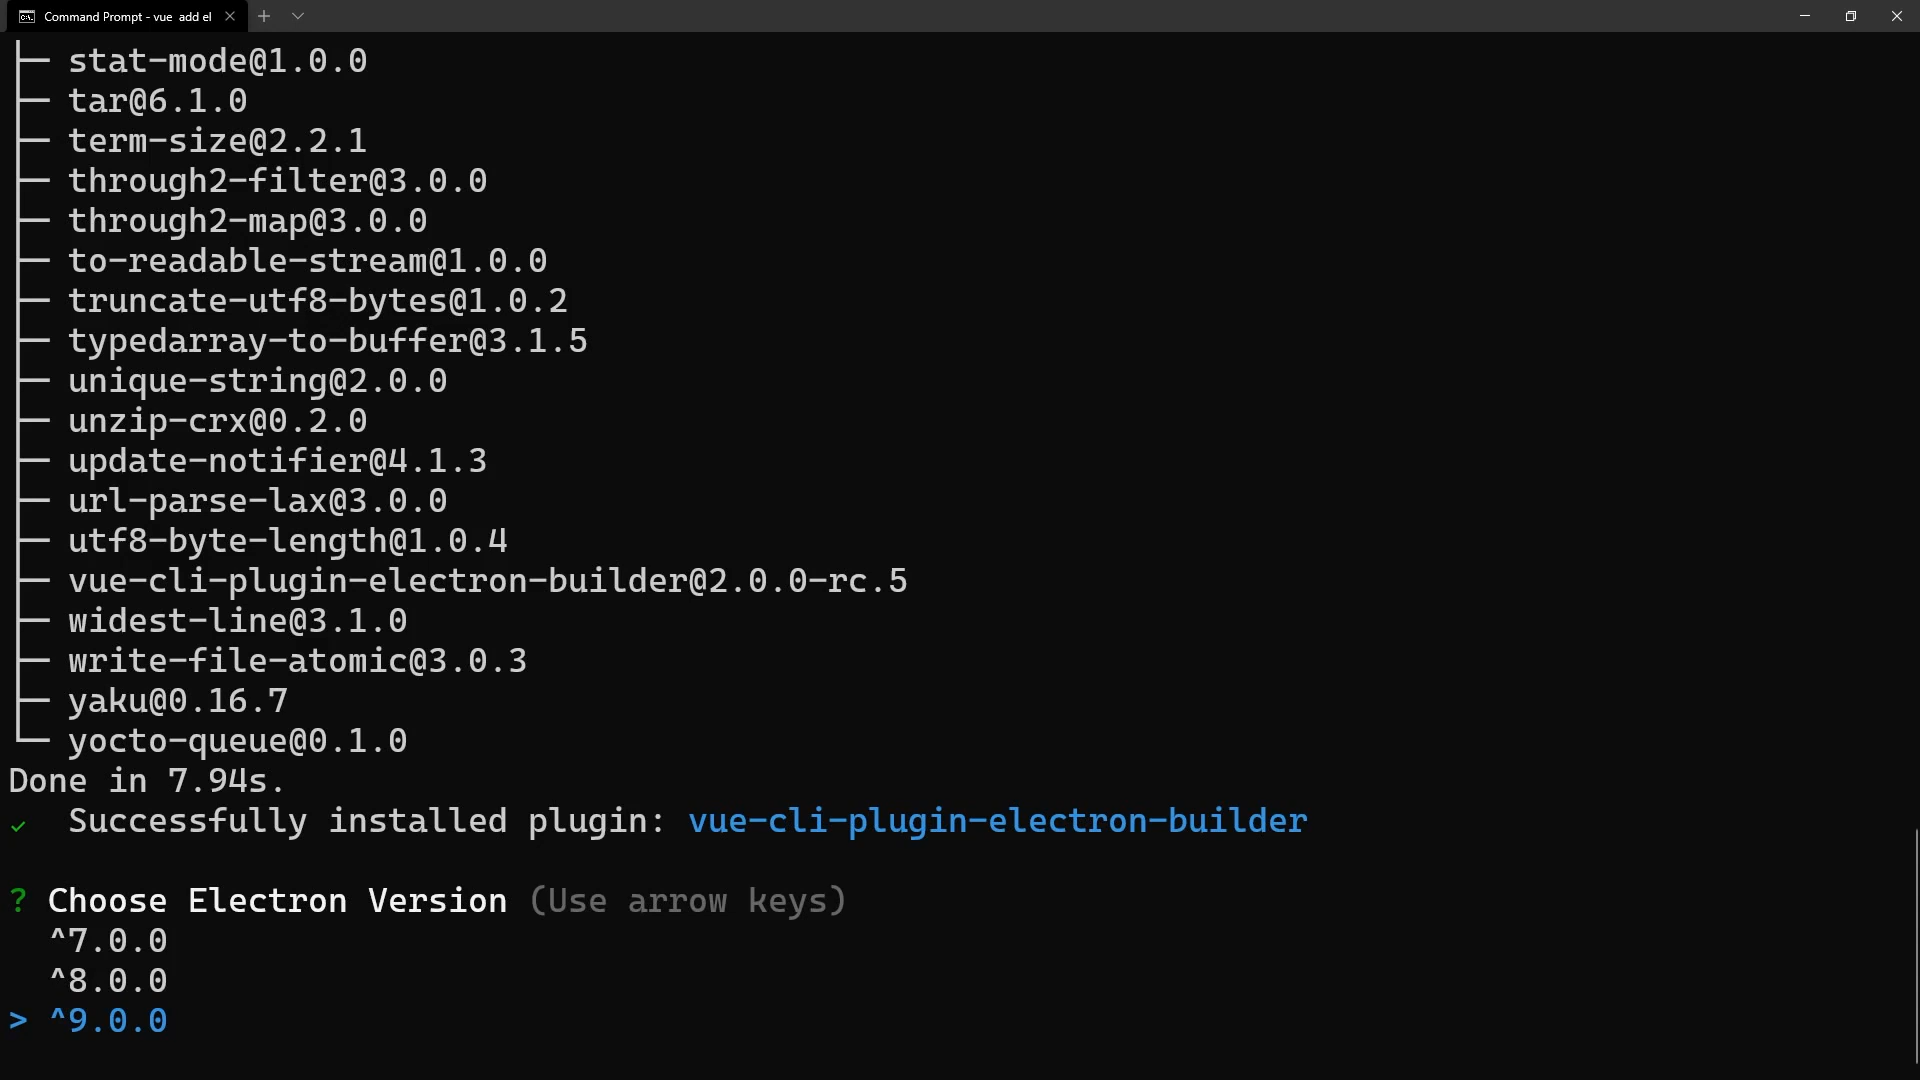 Command Prompt - vue  add el
├─ stat-mode@1.0.0
├─ tar@6.1.0
├─ term-size@2.2.1
├─ through2-filter@3.0.0
├─ through2-map@3.0.0
├─ to-readable-stream@1.0.0
├─ truncate-utf8-bytes@1.0.2
├─ typedarray-to-buffer@3.1.5
├─ unique-string@2.0.0
├─ unzip-crx@0.2.0
├─ update-notifier@4.1.3
├─ url-parse-lax@3.0.0
├─ utf8-byte-length@1.0.4
├─ vue-cli-plugin-electron-builder@2.0.0-rc.5
├─ widest-line@3.1.0
├─ write-file-atomic@3.0.3
├─ yaku@0.16.7
└─ yocto-queue@0.1.0
Done in 7.94s.
✓  Successfully installed plugin: vue-cli-plugin-electron-builder
? Choose Electron Version (Use arrow keys)
  ^7.0.0
  ^8.0.0
> ^9.0.0